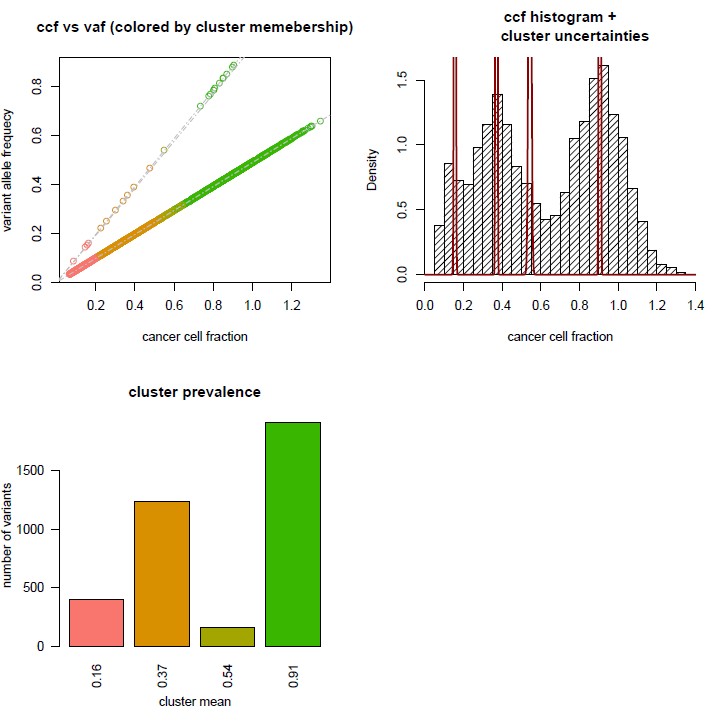 ccf vs vaf (colored by cluster memebership)
variant allele frequecy
0.8
0.6
0.4
0.2
0.0
0.2 0.4 0.6 0.8 1.0 1.2
cancer cell fraction
ccf histogram +
cluster uncertainties
Density
1.5
1.0
0.5
0.0
0.0 0.2 0.4 0.6 0.8 1.0 1.2 1.4
cancer cell fraction
cluster prevalence
number of variants
1500
1000
500
0
0.16 0.37 0.54 0.91
cluster mean